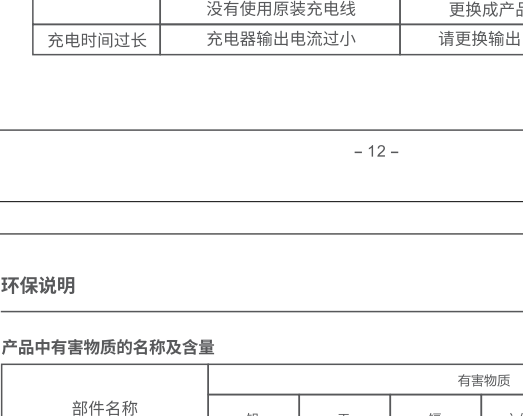 没有使用原装充电线 更换成产品
充电时间过长 充电器输出电流过小 请更换输出
– 12 –
环保说明
产品中有害物质的名称及含量
有害物质
部件名称